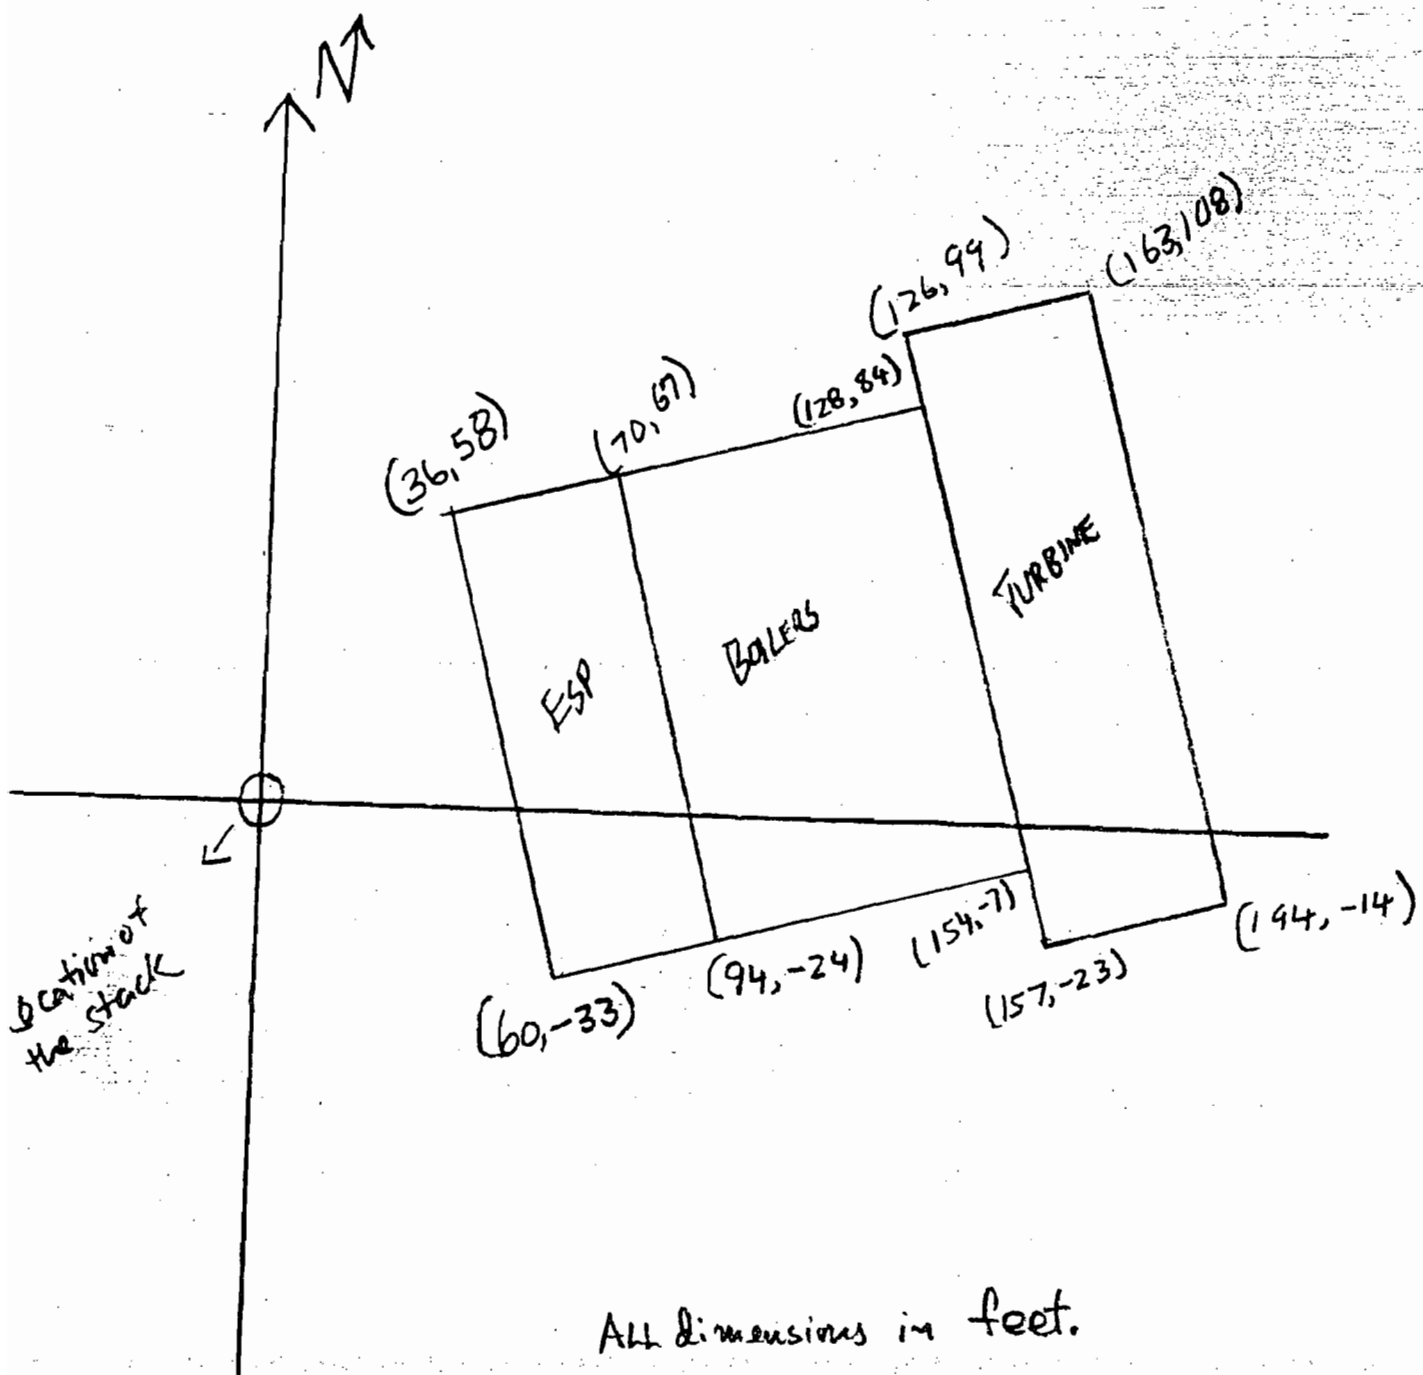 N
(163,108)
(126,99)
(128,84)
(70,67)
(36,58)
TURBINE
BOILERS
ESP
location of
the stack
(154,-7)
(194,-14)
(94,-24)
(157,-23)
(60,-33)
ALL dimensions in feet.